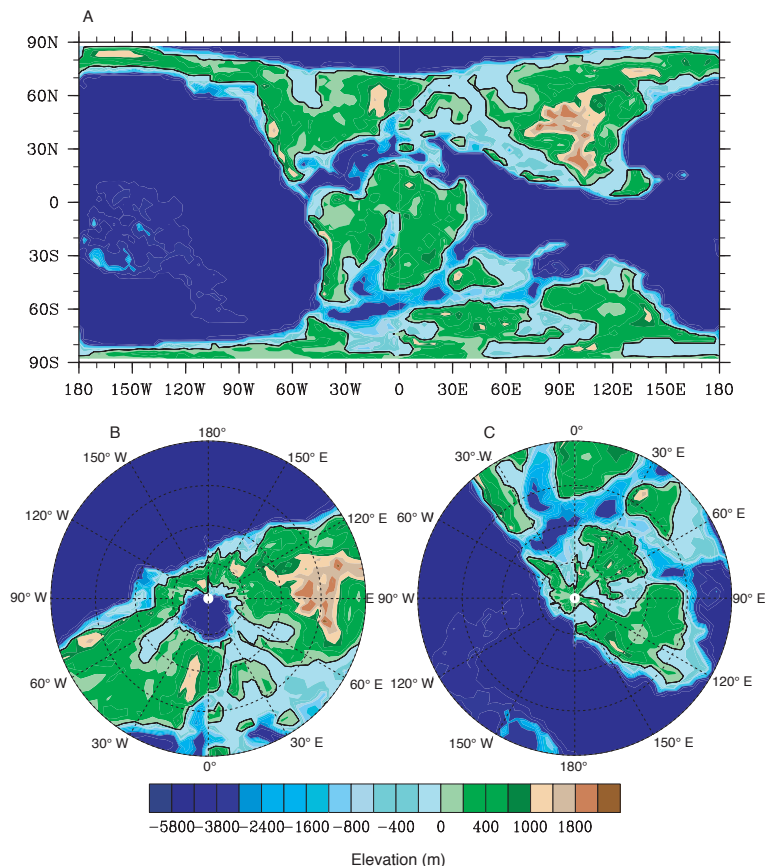 A
90N
60N
30N
0
30S
60S
90S
180 150W 120W 90W 60W 30W 0 30E 60E 90E 120E 150E 180
B
180°
150° W
150° E
120° W
120° E
90° W
E
60° W
60° E
30° W
30° E
0°
C
0°
30° W
30° E
60° W
60° E
90° W
90° E
120° W
120° E
150° W
150° E
180°
−5800 −3800 −2400 −1600 −800 −400 0 400 1000 1800
Elevation (m)